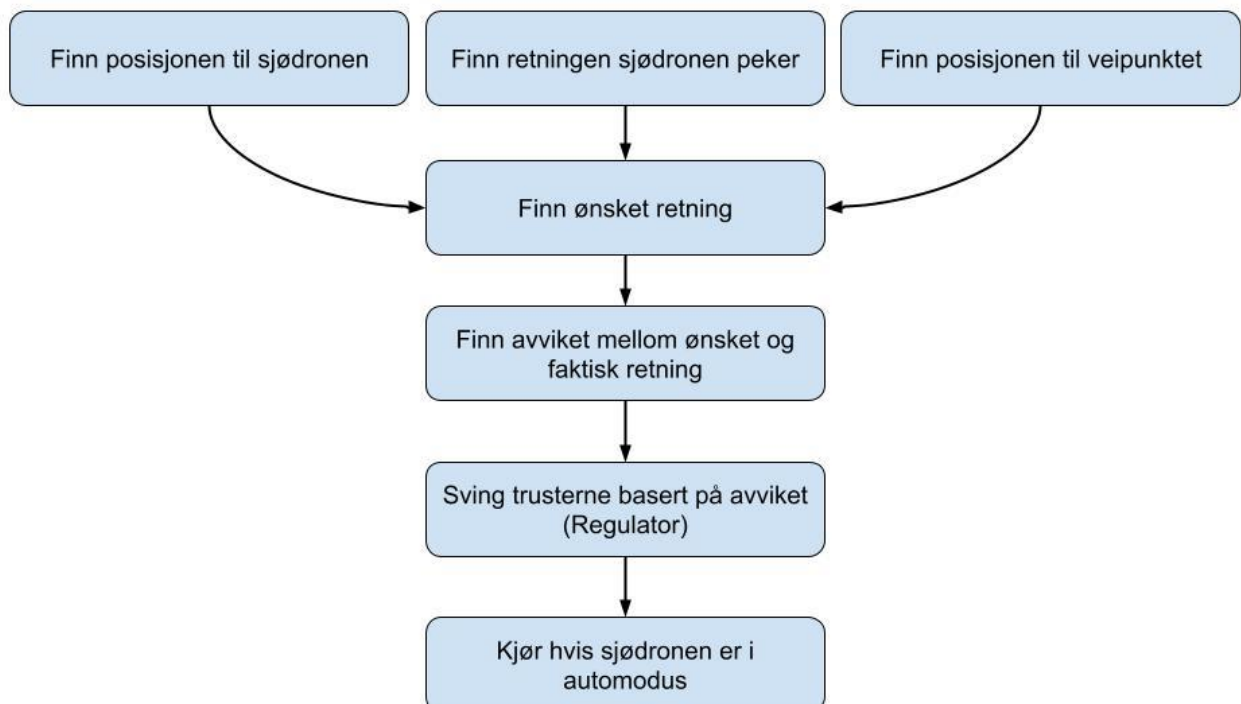 Finn posisjonen til sjødronen
Finn retningen sjødronen peker
Finn posisjonen til veipunktet
Finn ønsket retning
Finn avviket mellom ønsket og
faktisk retning
Sving trusterne basert på avviket
(Regulator)
Kjør hvis sjødronen er i
automodus